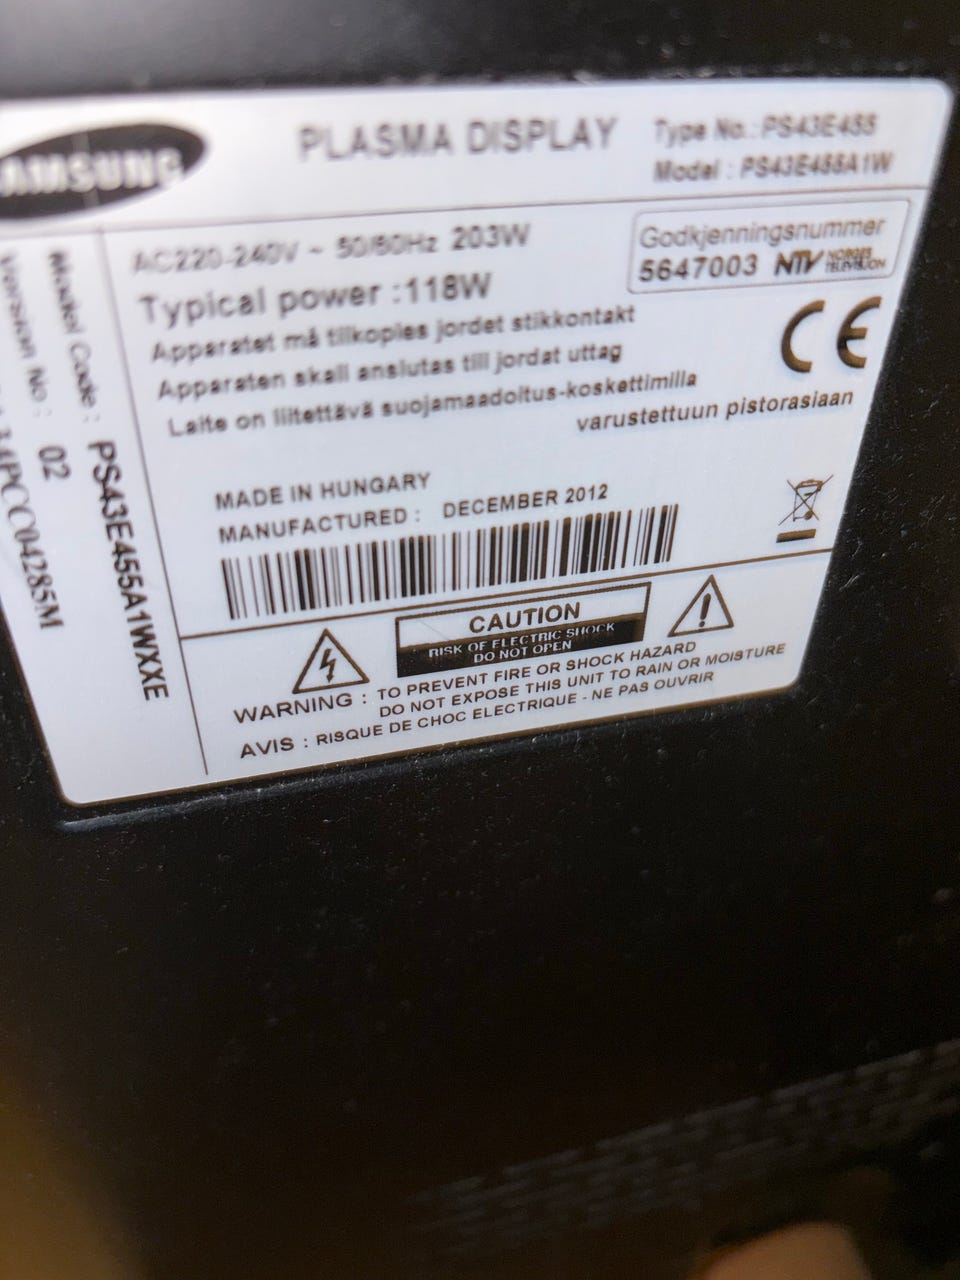 SAMSUNG
PLASMA DISPLAY
Type No.: PS43E455
Model : PS43E455A1W
AC220-240V ~ 50/60Hz 203W
Typical power :118W
Godkjenningsnummer
5647003 NTV NORGES TELEVISJON
Apparatet må tilkoples jordet stikkontakt
Apparaten skall anslutas till jordat uttag
Laite on liitettävä suojamaadoitus-koskettimilla
varustettuun pistorasiaan
CE
MADE IN HUNGARY
MANUFACTURED : DECEMBER 2012
CAUTION
RISK OF ELECTRIC SHOCK
DO NOT OPEN
WARNING : TO PREVENT FIRE OR SHOCK HAZARD
DO NOT EXPOSE THIS UNIT TO RAIN OR MOISTURE
AVIS : RISQUE DE CHOC ELECTRIQUE - NE PAS OUVRIR
Model Code : PS43E455A1WXXE
Version No : 02